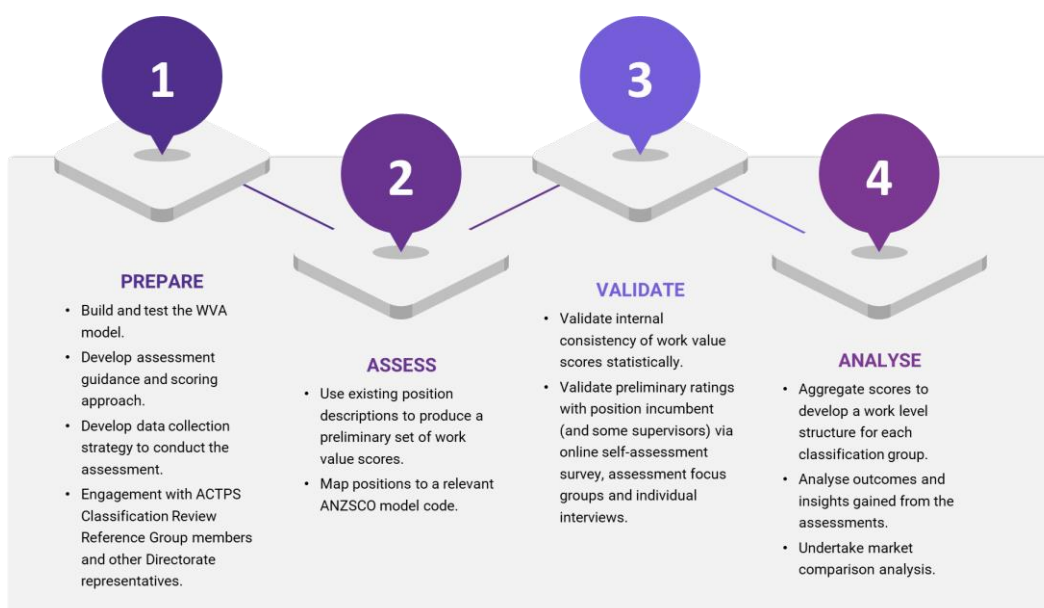 1
PREPARE
• Build and test the WVA
model.
• Develop assessment
guidance and scoring
approach.
• Develop data collection
strategy to conduct the
assessment.
• Engagement with ACTPS
Classification Review
Reference Group members
and other Directorate
representatives.
2
ASSESS
• Use existing position
descriptions to produce a
preliminary set of work
value scores.
• Map positions to a relevant
ANZSCO model code.
3
VALIDATE
• Validate internal
consistency of work value
scores statistically.
• Validate preliminary ratings
with position incumbent
(and some supervisors) via
online self-assessment
survey, assessment focus
groups and individual
interviews.
4
ANALYSE
• Aggregate scores to
develop a work level
structure for each
classification group.
• Analyse outcomes and
insights gained from the
assessments.
• Undertake market
comparison analysis.